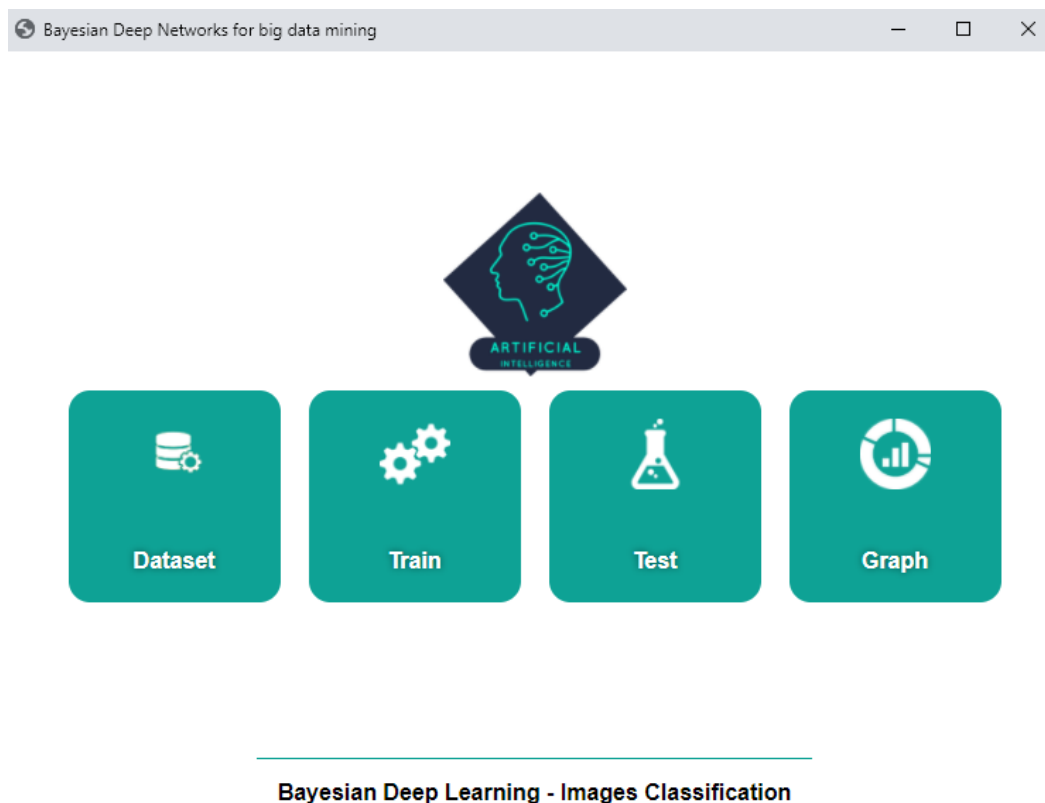 Bayesian Deep Networks for big data mining
ARTIFICIAL
INTELLIGENCE
Dataset Train Test Graph
Bayesian Deep Learning - Images Classification